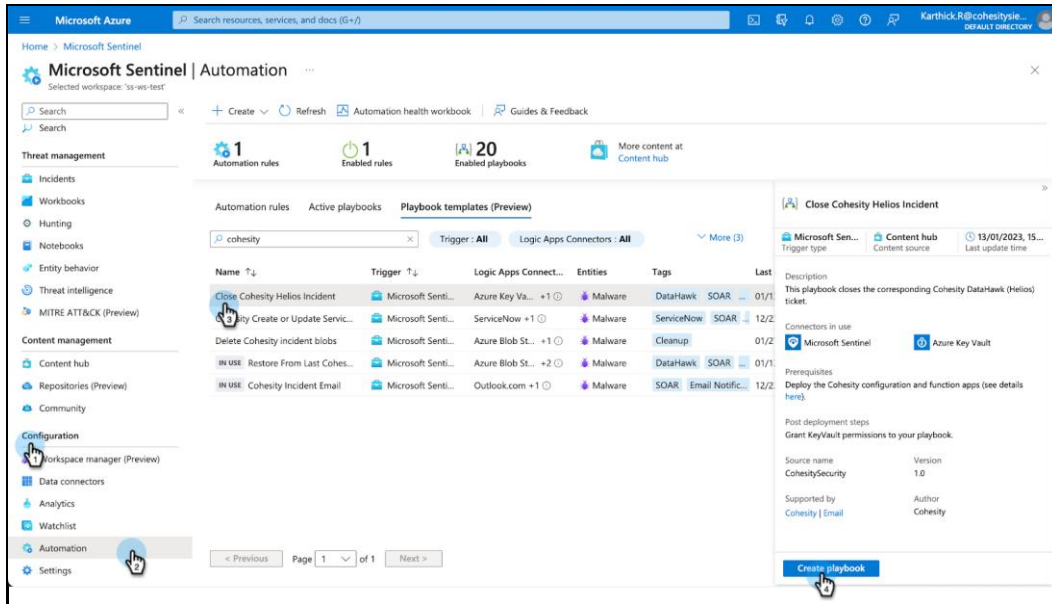 Microsoft Azure
Search resources, services, and docs (G+/)
Karthick.R@cohesitysie...
DEFAULT DIRECTORY
Home > Microsoft Sentinel
Microsoft Sentinel | Automation ...
Selected workspace: 'ss-ws-test'
Search
Search
Threat management
Incidents
Workbooks
Hunting
Notebooks
Entity behavior
Threat intelligence
MITRE ATT&CK (Preview)
Content management
Content hub
Repositories (Preview)
Community
Configuration
1
Workspace manager (Preview)
Data connectors
Analytics
Watchlist
Automation
2
Settings
+ Create Refresh Automation health workbook Guides & Feedback
1
Automation rules
1
Enabled rules
20
Enabled playbooks
More content at
Content hub
Automation rules Active playbooks Playbook templates (Preview)
cohesity
Trigger : All
Logic Apps Connectors : All
More (3)
Name Trigger Logic Apps Connect... Entities Tags Last
Close Cohesity Helios Incident Microsoft Senti... Azure Key Va... +1 Malware DataHawk SOAR ... 01/1
3
Cohesity Create or Update Servic... Microsoft Senti... ServiceNow +1 Malware ServiceNow SOAR ... 12/2
Delete Cohesity incident blobs Microsoft Senti... Azure Blob St... +1 Malware Cleanup 01/2
IN USE Restore From Last Cohes... Microsoft Senti... Azure Blob St... +2 Malware DataHawk SOAR ... 01/1
IN USE Cohesity Incident Email Microsoft Senti... Outlook.com +1 Malware SOAR Email Notific... 12/2
< Previous Page 1 of 1 Next >
Close Cohesity Helios Incident
Microsoft Sen...
Trigger type
Content hub
Content source
13/01/2023, 15...
Last update time
Description
This playbook closes the corresponding Cohesity DataHawk (Helios)
ticket.
Connectors in use
Microsoft Sentinel Azure Key Vault
Prerequisites
Deploy the Cohesity configuration and function apps (see details
here).
Post deployment steps
Grant KeyVault permissions to your playbook.
Source name Version
CohesitySecurity 1.0
Supported by Author
Cohesity | Email Cohesity
Create playbook
4